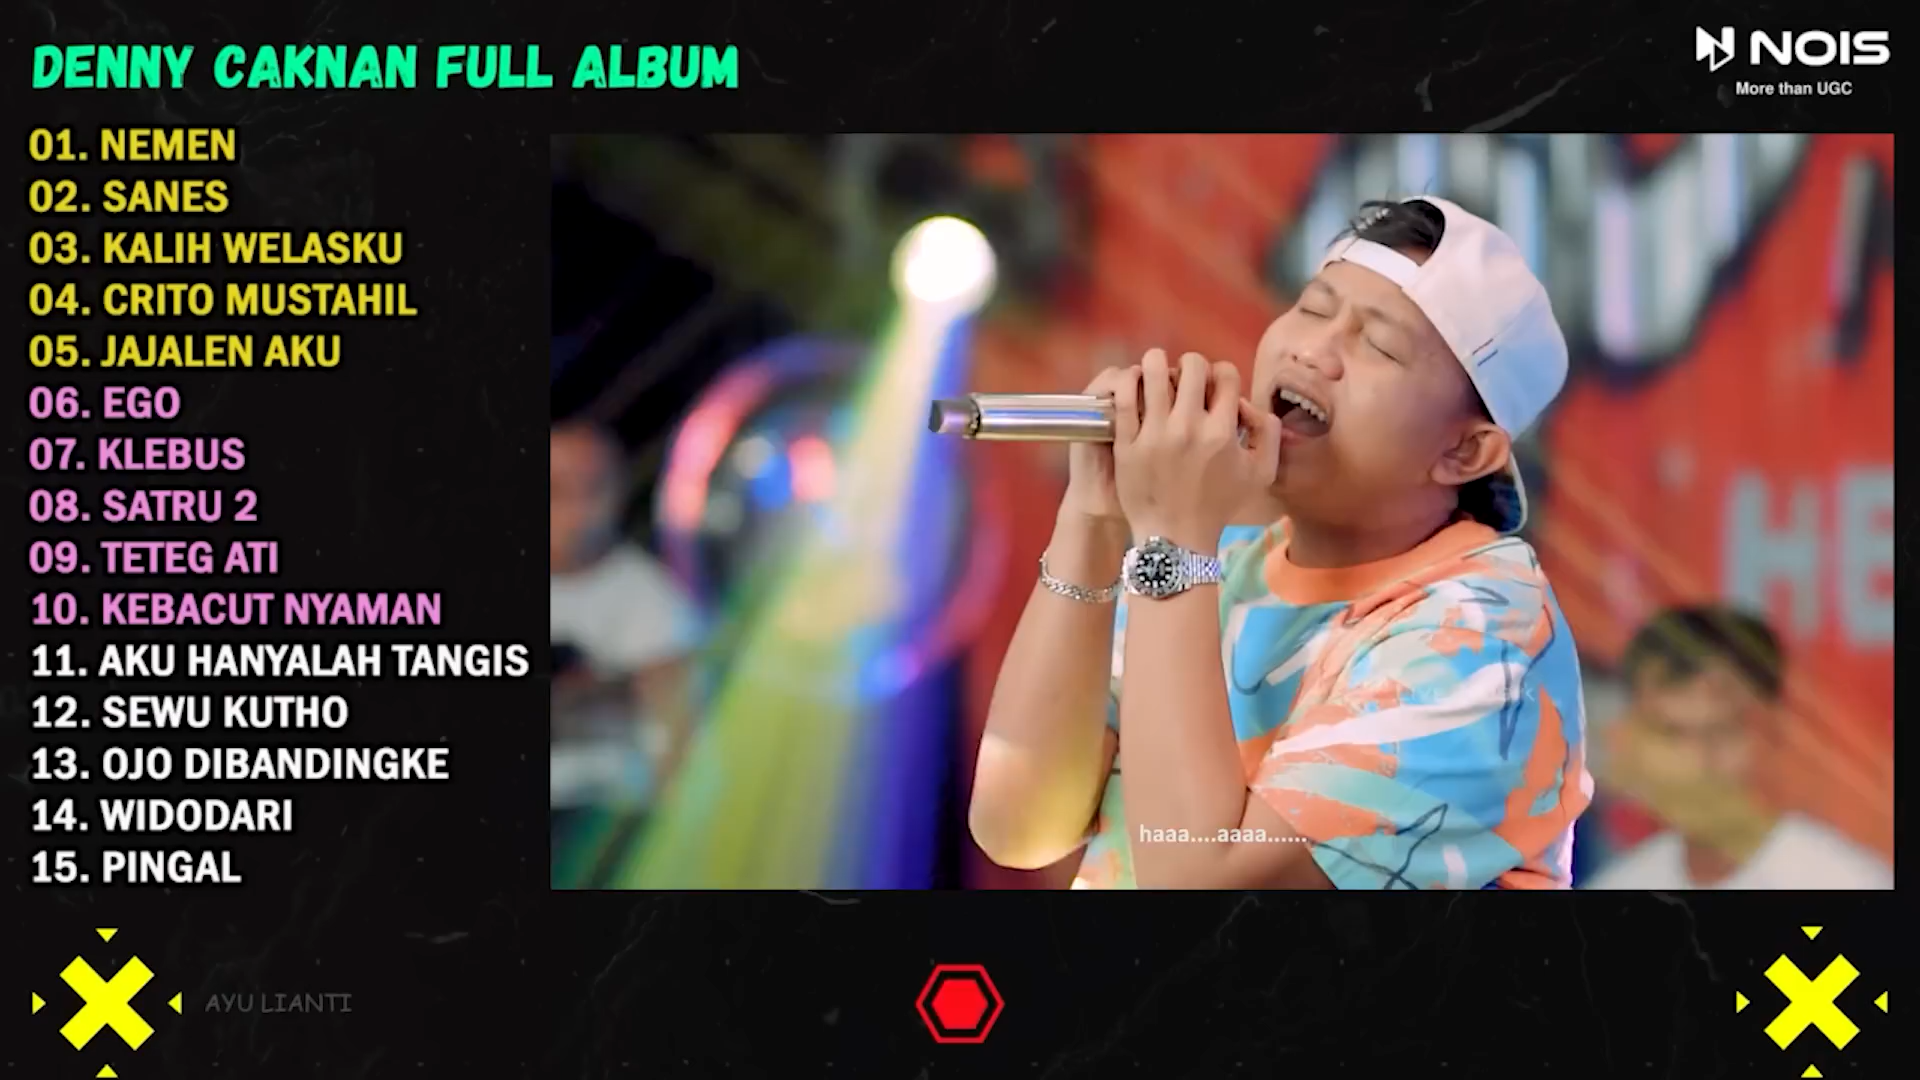 DENNY CAKNAN FULL ALBUM
NOIS
More than UGC
01. NEMEN
02. SANES
03. KALIH WELASKU
04. CRITO MUSTAHIL
05. JAJALEN AKU
06. EGO
07. KLEBUS
08. SATRU 2
09. TETEG ATI
10. KEBACUT NYAMAN
11. AKU HANYALAH TANGIS
12. SEWU KUTHO
13. OJO DIBANDINGKE
14. WIDODARI
15. PINGAL
haaa....aaaa......
AYU LIANTI